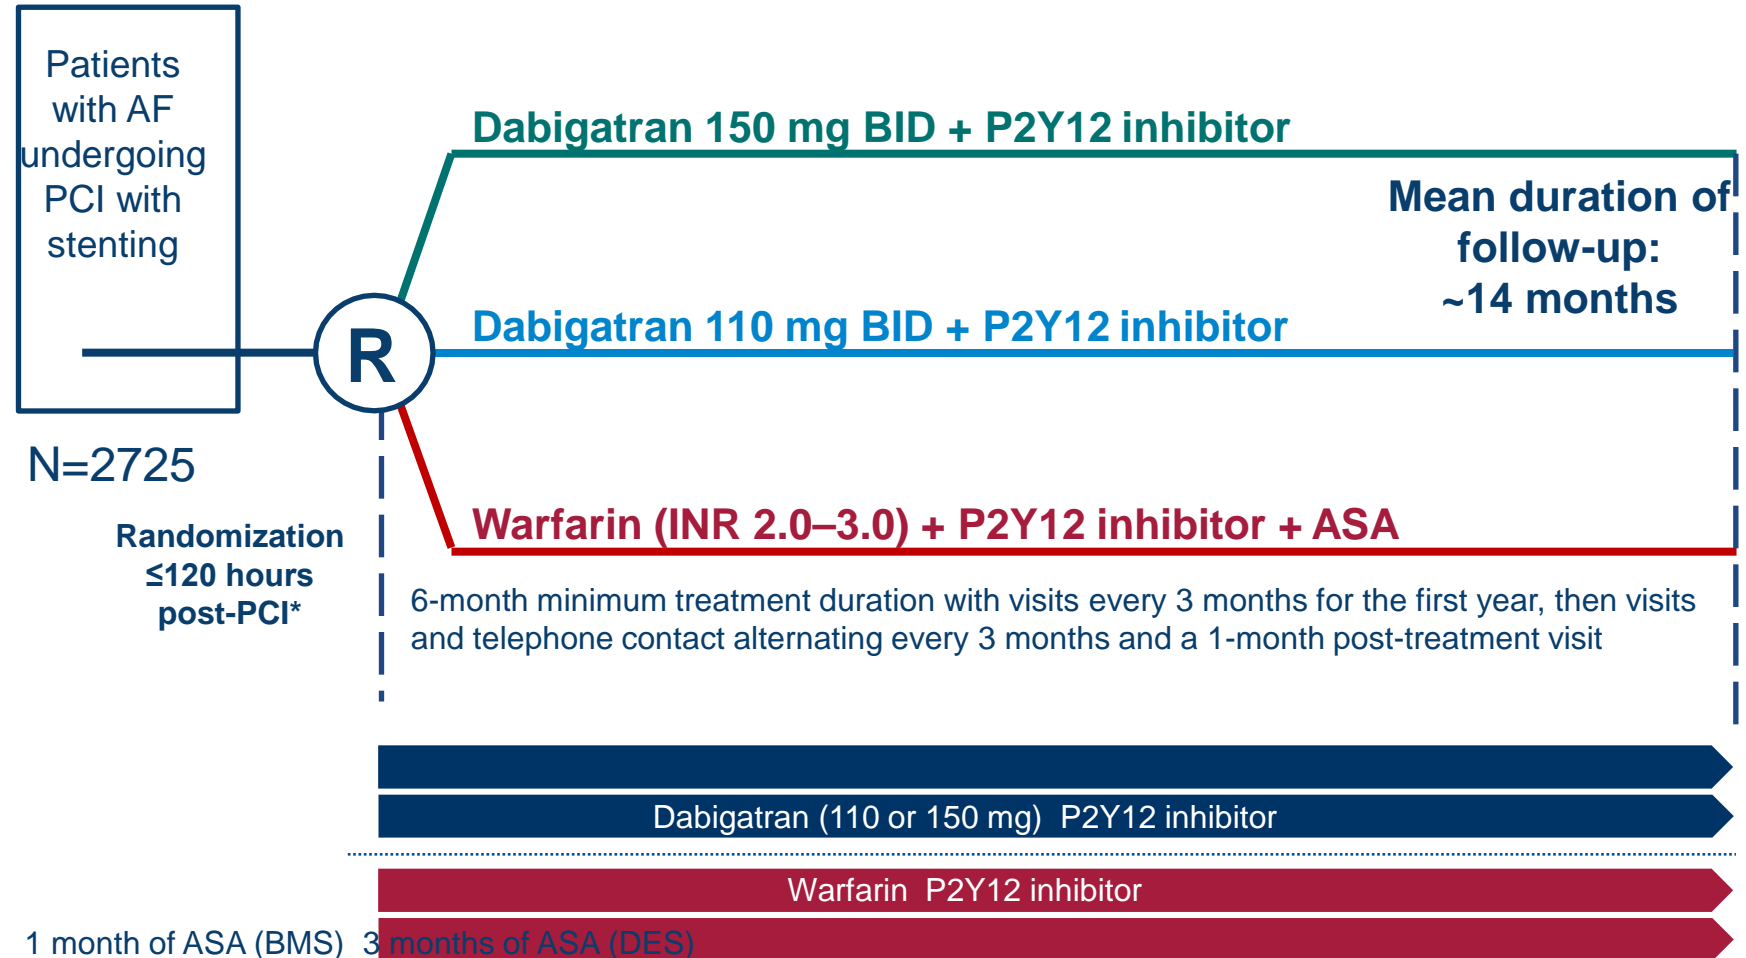 Patients
with AF
undergoing
PCI with
stenting
N=2725
Randomization
≤120 hours
post-PCI*
R
Dabigatran 150 mg BID + P2Y12 inhibitor
Mean duration of
follow-up:
~14 months
Dabigatran 110 mg BID + P2Y12 inhibitor
Warfarin (INR 2.0–3.0) + P2Y12 inhibitor + ASA
6-month minimum treatment duration with visits every 3 months for the first year, then visits
and telephone contact alternating every 3 months and a 1-month post-treatment visit
Dabigatran (110 or 150 mg) P2Y12 inhibitor
Warfarin P2Y12 inhibitor
1 month of ASA (BMS) 3 months of ASA (DES)